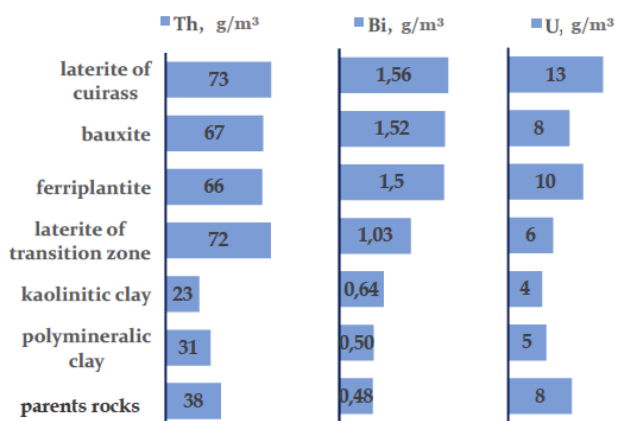 Th, g/m³ Bi, g/m³ U, g/m³
laterite of
cuirass 73 1,56 13
bauxite 67 1,52 8
ferriplantite 66 1,5 10
laterite of
transition zone 72 1,03 6
kaolinitic clay 23 0,64 4
polymineralic
clay 31 0,50 5
parents rocks 38 0,48 8